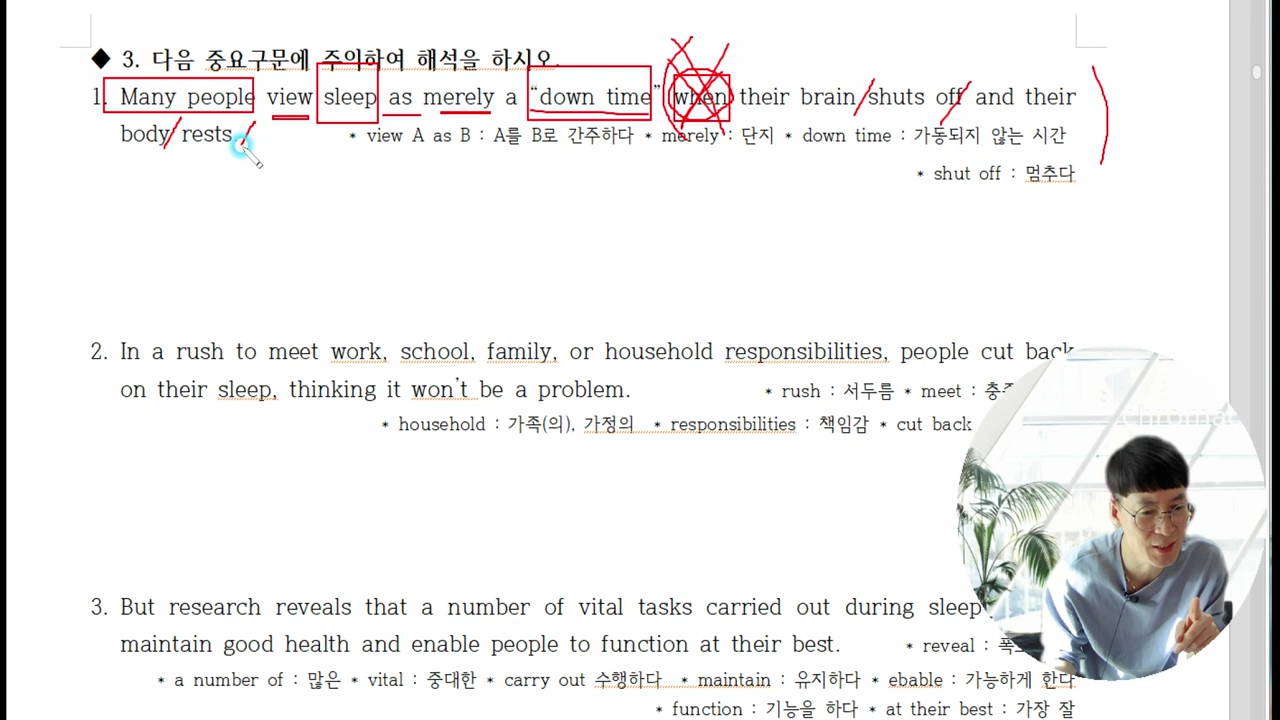 ◆ 3. 다음 중요구문에 주의하여 해석을 하시오.
1. Many people view sleep as merely a “down time” when their brain shuts off and their
body rests. * view A as B : A를 B로 간주하다 * merely : 단지 * down time : 가동되지 않는 시간
* shut off : 멈추다
2. In a rush to meet work, school, family, or household responsibilities, people cut back
on their sleep, thinking it won't be a problem. * rush : 서두름 * meet :
* household : 가족(의), 가정의 * responsibilities : 책임감 * cut back
3. But research reveals that a number of vital tasks carried out during sleep
maintain good health and enable people to function at their best. * reveal :
* a number of : 많은 * vital : 중대한 * carry out 수행하다 * maintain : 유지하다 * ebable : 가능하게 한다
* function : 기능을 하다 * at their best : 가장 잘